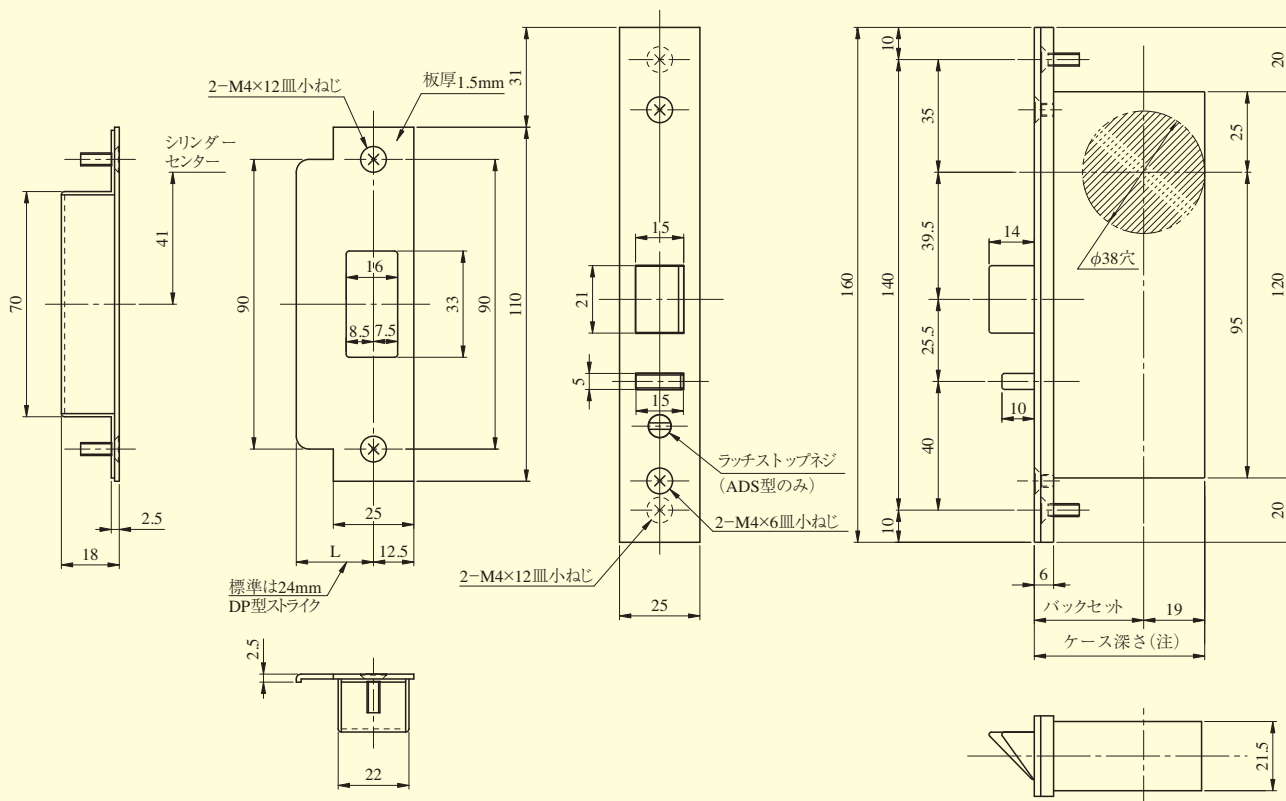 2−M4×12皿小ねじ
板厚1.5mm
シリンダー
センター
41
70
2.5
18
90
16
8.5
7.5
33
90
110
31
25
L
12.5
標準は24mm
DP型ストライク
2.5
22
15
21
5
15
ラッチストップネジ
(ADS型のみ)
2−M4×6皿小ねじ
2−M4×12皿小ねじ
25
160
10
140
10
35
39.5
25.5
40
14
10
φ38穴
20
25
120
95
20
6
バックセット
19
ケース深さ(注)
21.5